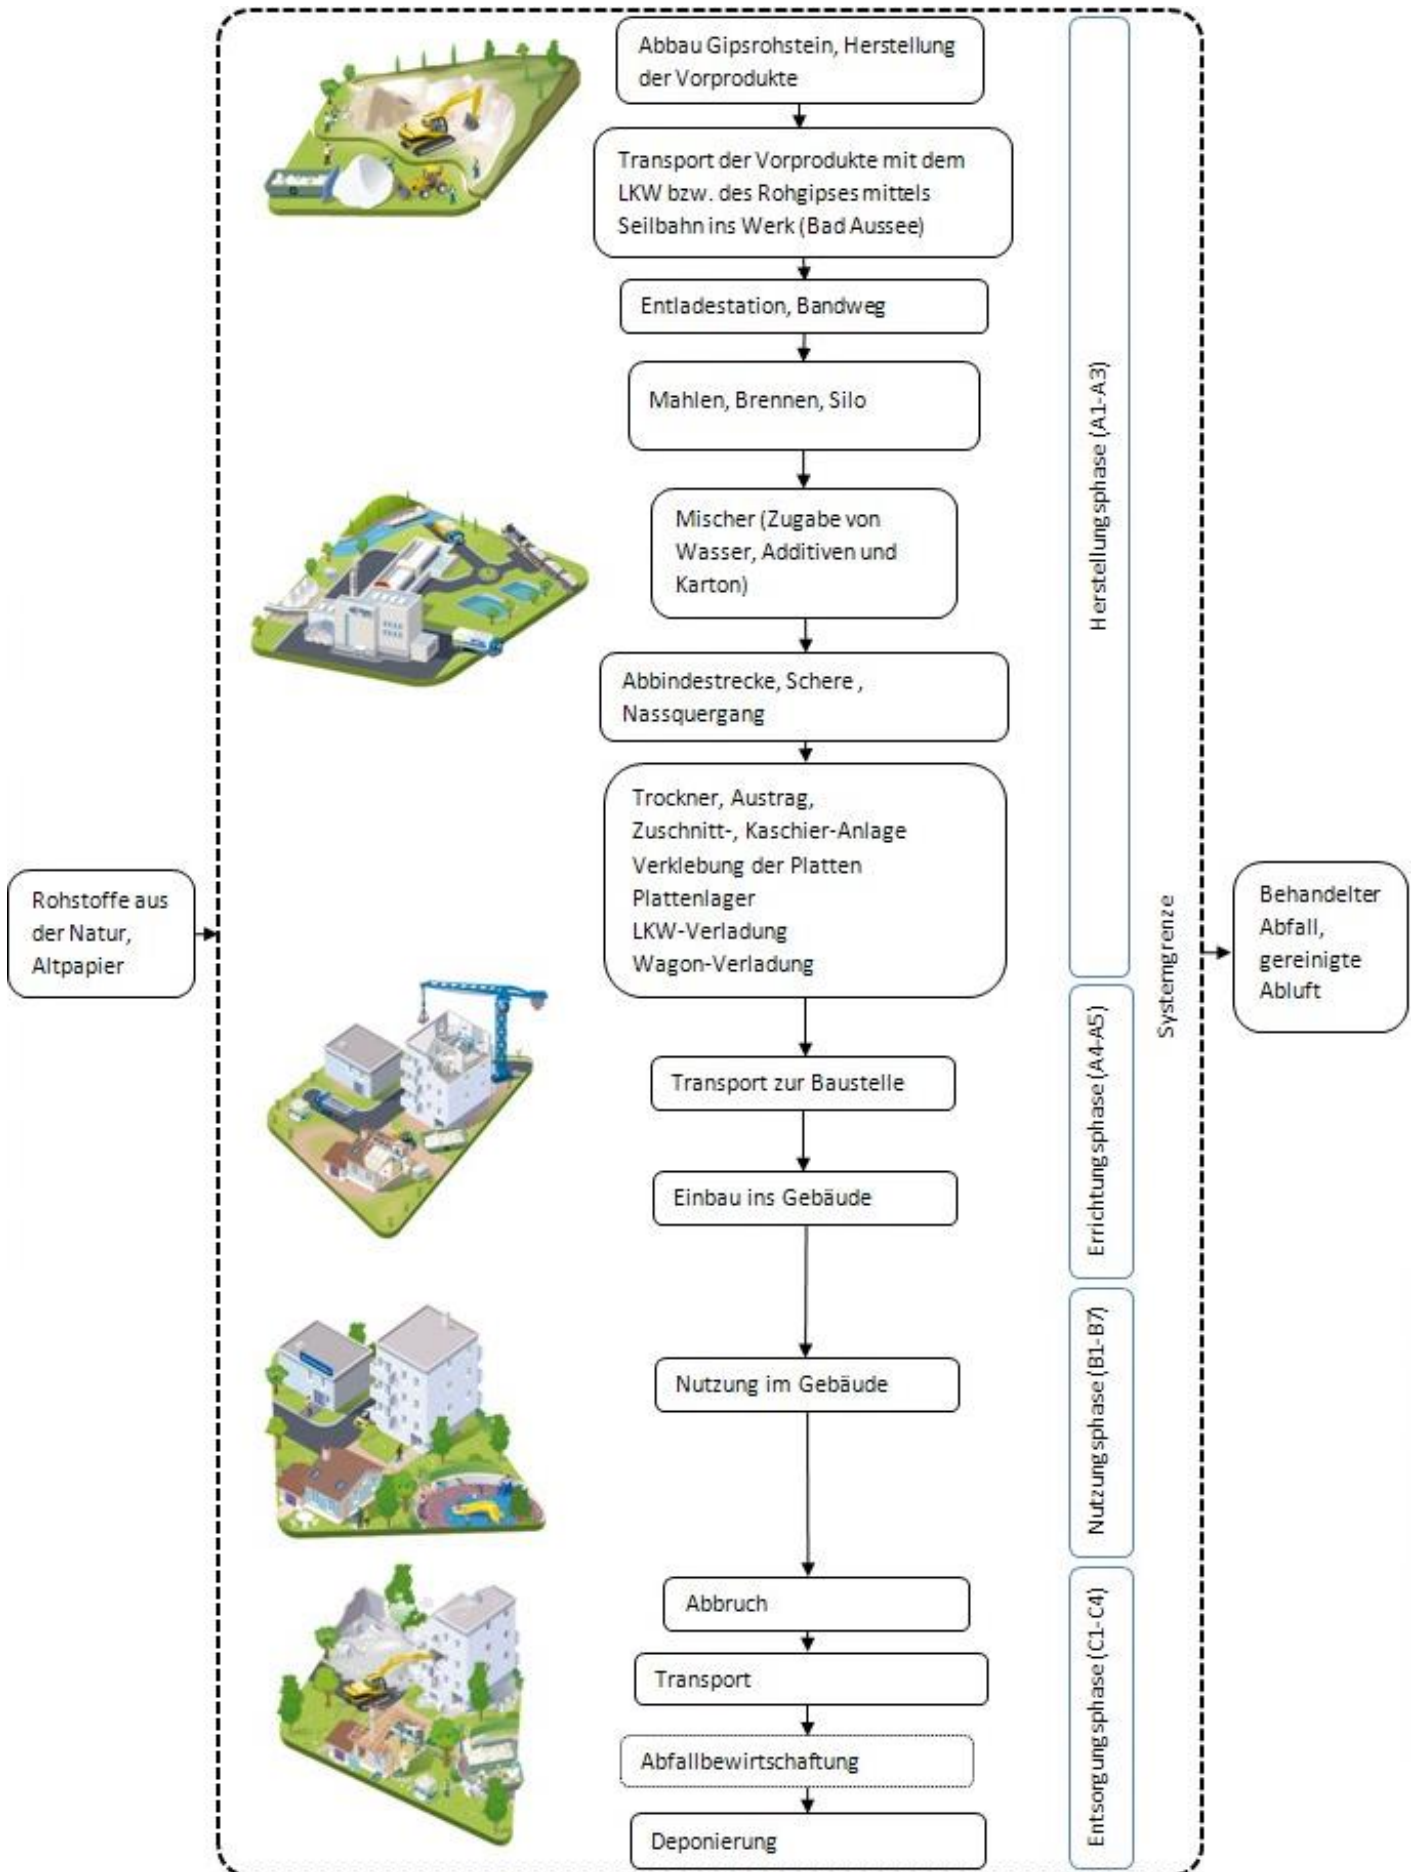 Abbau Gipsrohstein, Herstellung
der Vorprodukte
Transport der Vorprodukte mit dem
LKW bzw. des Rohgipses mittels
Seilbahn ins Werk (Bad Aussee)
Entladestation, Bandweg
Mahlen, Brennen, Silo
Mischer (Zugabe von
Wasser, Additiven und
Karton)
Abbindestrecke, Schere ,
Nassquergang
Trockner, Austrag,
Zuschnitt-, Kaschier-Anlage
Verklebung der Platten
Plattenlager
LKW-Verladung
Wagon-Verladung
Herstellungsphase (A1-A3)
Rohstoffe aus
der Natur,
Altpapier
Systemgrenze
Behandelter
Abfall,
gereinigte
Abluft
Transport zur Baustelle
Einbau ins Gebäude
Errichtungsphase (A4-A5)
Nutzung im Gebäude
Nutzungsphase (B1-B7)
Abbruch
Transport
Abfallbewirtschaftung
Deponierung
Entsorgungsphase (C1-C4)